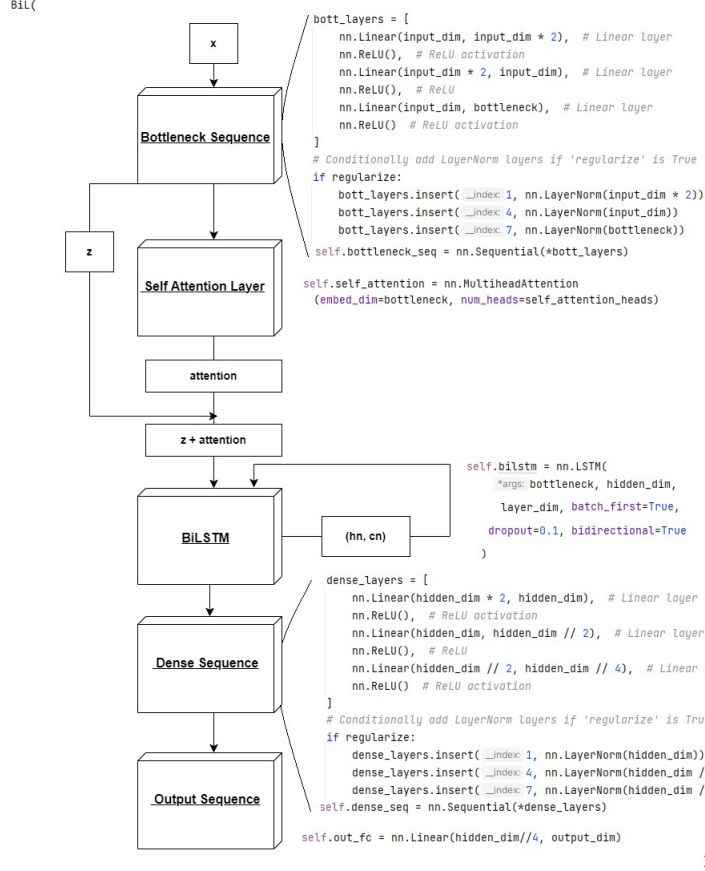 BiL(
x
Bottleneck Sequence
z
Self Attention Layer
attention
z + attention
BiLSTM
(hn, cn)
Dense Sequence
Output Sequence
bott_layers = [
nn.Linear(input_dim, input_dim * 2),  # Linear layer
nn.ReLU(),  # ReLU activation
nn.Linear(input_dim * 2, input_dim),  # Linear layer
nn.ReLU(),  # ReLU
nn.Linear(input_dim, bottleneck),  # Linear layer
nn.ReLU()  # ReLU activation
]
# Conditionally add LayerNorm layers if 'regularize' is True
if regularize:
bott_layers.insert( __index: 1, nn.LayerNorm(input_dim * 2))
bott_layers.insert( __index: 4, nn.LayerNorm(input_dim))
bott_layers.insert( __index: 7, nn.LayerNorm(bottleneck))
self.bottleneck_seq = nn.Sequential(*bott_layers)
self.self_attention = nn.MultiheadAttention
(embed_dim=bottleneck, num_heads=self_attention_heads)
self.bilstm = nn.LSTM(
*args: bottleneck, hidden_dim,
layer_dim, batch_first=True,
dropout=0.1, bidirectional=True
)
dense_layers = [
nn.Linear(hidden_dim * 2, hidden_dim),  # Linear layer
nn.ReLU(),  # ReLU activation
nn.Linear(hidden_dim, hidden_dim // 2),  # Linear layer
nn.ReLU(),  # ReLU
nn.Linear(hidden_dim // 2, hidden_dim // 4),  # Linear
nn.ReLU()  # ReLU activation
]
# Conditionally add LayerNorm layers if 'regularize' is Tru
if regularize:
dense_layers.insert( __index: 1, nn.LayerNorm(hidden_dim))
dense_layers.insert( __index: 4, nn.LayerNorm(hidden_dim /
dense_layers.insert( __index: 7, nn.LayerNorm(hidden_dim /
self.dense_seq = nn.Sequential(*dense_layers)
self.out_fc = nn.Linear(hidden_dim//4, output_dim)